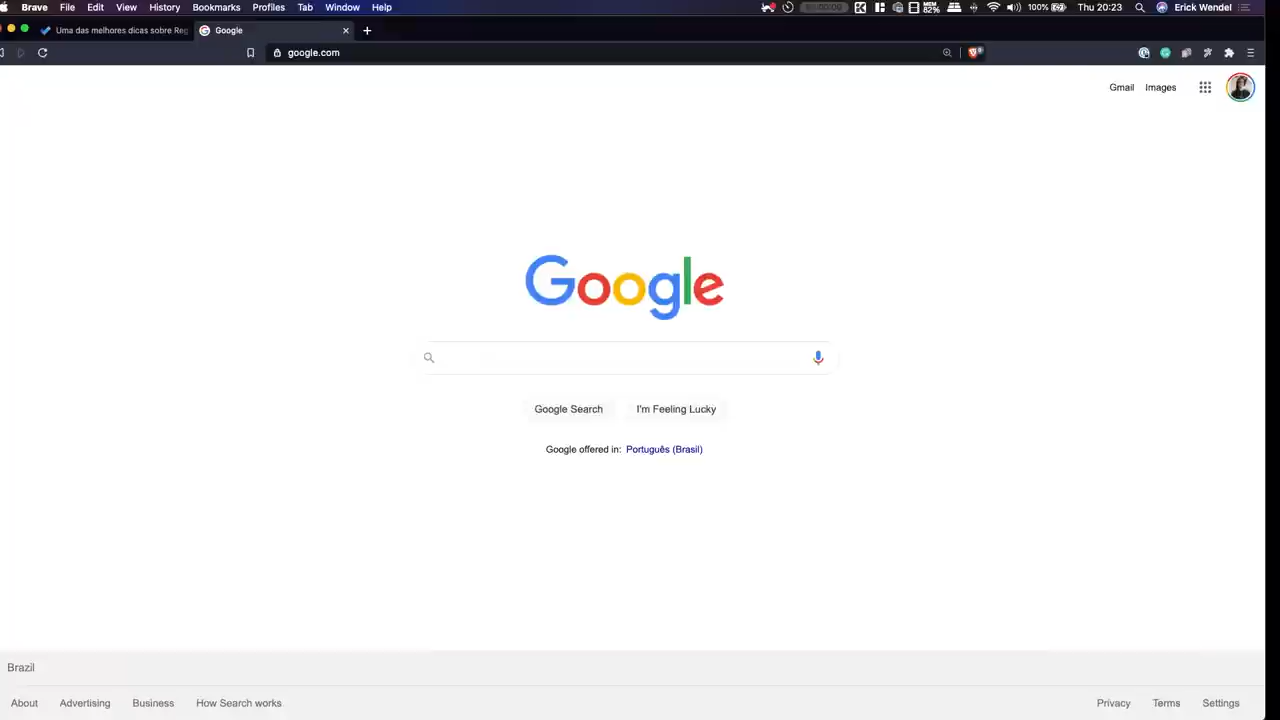 Brave File Edit View History Bookmarks Profiles Tab Window Help 100% Thu 20:23 Erick Wendel
Uma das melhores dicas sobre Reg Google
google.com
Gmail Images
Google
Google Search I'm Feeling Lucky
Google offered in: Português (Brasil)
Brazil
About Advertising Business How Search works Privacy Terms Settings